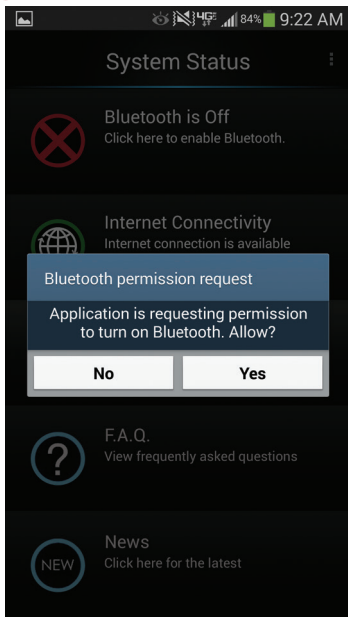 4G LTE 84% 9:22 AM
System Status
Bluetooth is Off
Click here to enable Bluetooth.
Internet Connectivity
Internet connection is available
Bluetooth permission request
Application is requesting permission
to turn on Bluetooth. Allow?
No Yes
F.A.Q.
View frequently asked questions
?
NEW
News
Click here for the latest